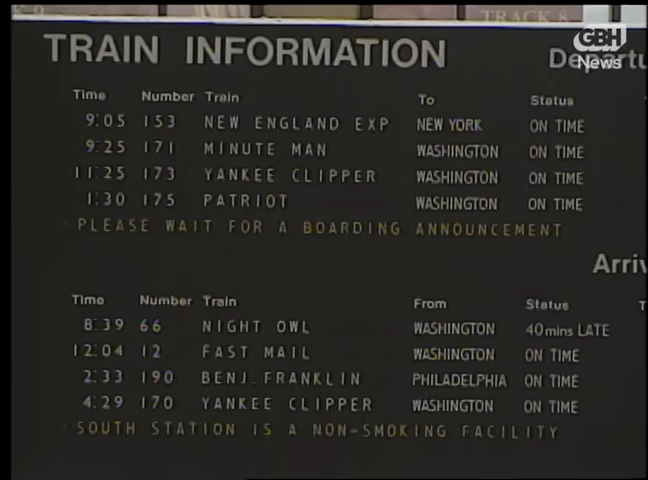 TRACK 8
GBH
News
TRAIN INFORMATION
Departu
Time Number Train To Status
9:05 153 NEW ENGLAND EXP NEW YORK ON TIME
9:25 171 MINUTE MAN WASHINGTON ON TIME
11:25 173 YANKEE CLIPPER WASHINGTON ON TIME
1:30 175 PATRIOT WASHINGTON ON TIME
PLEASE WAIT FOR A BOARDING ANNOUNCEMENT
Arriv
Time Number Train From Status T
8:39 66 NIGHT OWL WASHINGTON 40 mins LATE
12:04 12 FAST MAIL WASHINGTON ON TIME
2:33 190 BENJ.FRANKLIN PHILADELPHIA ON TIME
4:29 170 YANKEE CLIPPER WASHINGTON ON TIME
SOUTH STATION IS A NON-SMOKING FACILITY